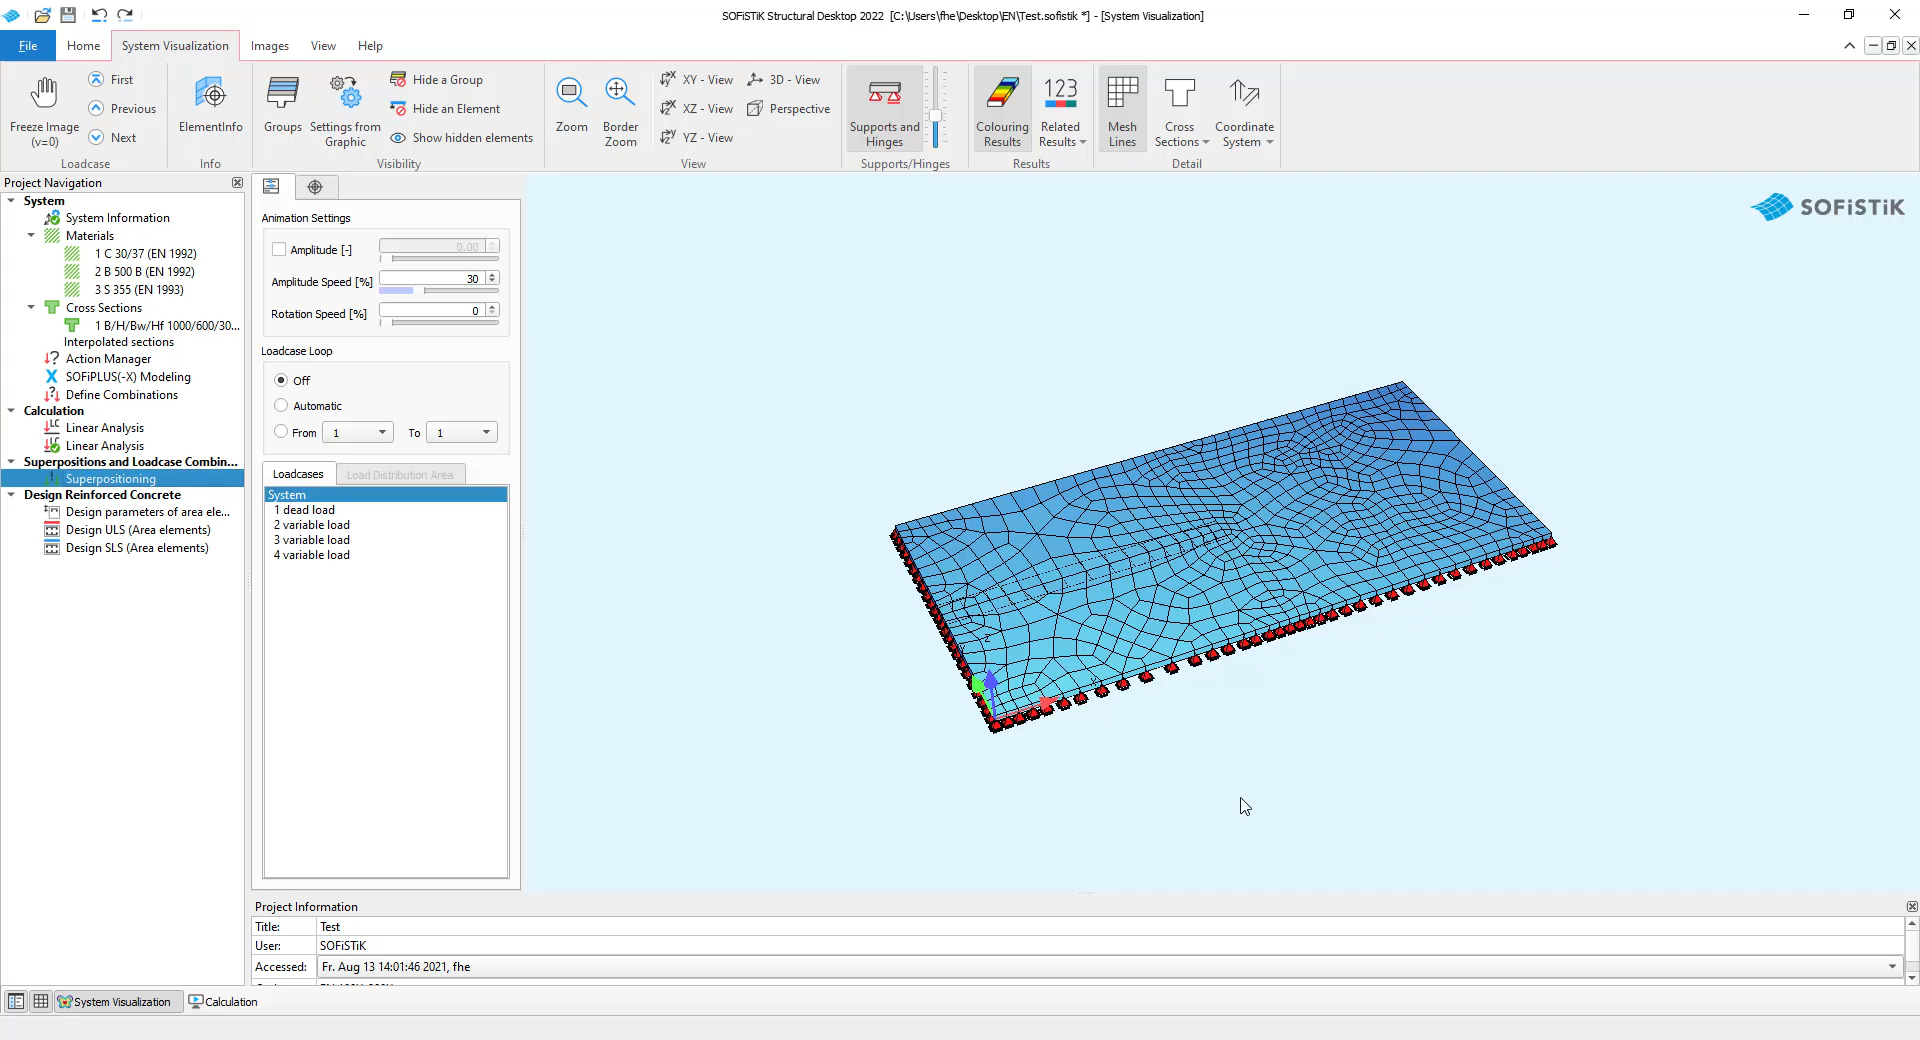 SOFiSTiK Structural Desktop 2022 [C:\Users\fhe\Desktop\EN\Test.sofistik *] - [System Visualization]
File Home System Visualization Images View Help
First
Previous
Next
Freeze Image
(v=0)
Loadcase
ElementInfo
Info
Groups
Settings from
Graphic
Hide a Group
Hide an Element
Show hidden elements
Visibility
Zoom
Border
Zoom
XY - View
XZ - View
YZ - View
3D - View
Perspective
View
Supports and
Hinges
Supports/Hinges
Colouring
Results
123
Related
Results
Results
Mesh
Lines
Cross
Sections
Coordinate
System
Detail
Project Navigation
System
System Information
Materials
1 C 30/37 (EN 1992)
2 B 500 B (EN 1992)
3 S 355 (EN 1993)
Cross Sections
1 B/H/Bw/Hf 1000/600/30...
Interpolated sections
Action Manager
SOFiPLUS(-X) Modeling
Define Combinations
Calculation
Linear Analysis
Linear Analysis
Superpositions and Loadcase Combin...
Superpositioning
Design Reinforced Concrete
Design parameters of area ele...
Design ULS (Area elements)
Design SLS (Area elements)
Animation Settings
Amplitude [-] 0.00
Amplitude Speed [%] 30
Rotation Speed [%] 0
Loadcase Loop
Off
Automatic
From 1 To 1
Loadcases Load Distribution Area
System
1 dead load
2 variable load
3 variable load
4 variable load
SOFiSTiK
Z
Project Information
Title: Test
User: SOFiSTiK
Accessed: Fr. Aug 13 14:01:46 2021, fhe
System Visualization Calculation